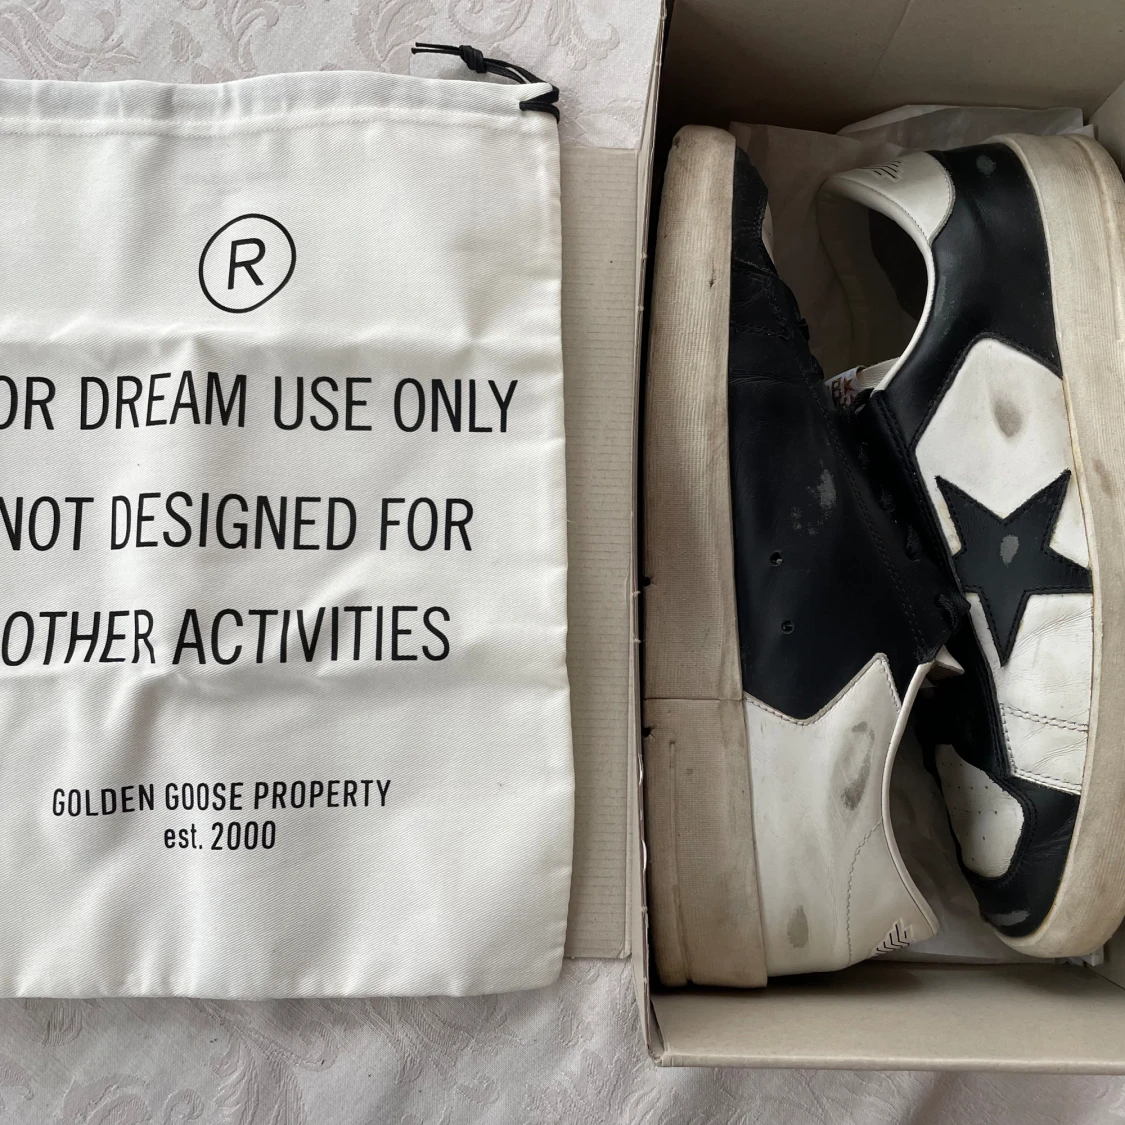 R
OR DREAM USE ONLY
NOT DESIGNED FOR
OTHER ACTIVITIES
GOLDEN GOOSE PROPERTY
est. 2000